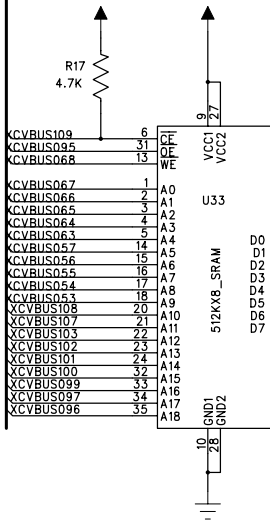 R17
4.7K
9 27
VCC1
VCC2
XCVBUS109 6 CE
XCVBUS095 31 OE
XCVBUS068 13 WE
XCVBUS067 1 A0
XCVBUS066 2 A1
XCVBUS065 3 A2
XCVBUS064 4 A3
XCVBUS063 5 A4
XCVBUS057 14 A5
XCVBUS056 15 A6
XCVBUS055 16 A7
XCVBUS054 17 A8
XCVBUS053 18 A9
XCVBUS108 20 A10
XCVBUS107 21 A11
XCVBUS103 22 A12
XCVBUS102 23 A13
XCVBUS101 24 A14
XCVBUS100 32 A15
XCVBUS099 33 A16
XCVBUS097 34 A17
XCVBUS096 35 A18
U33
512KX8_SRAM
D0
D1
D2
D3
D4
D5
D6
D7
GND1
GND2
10 28